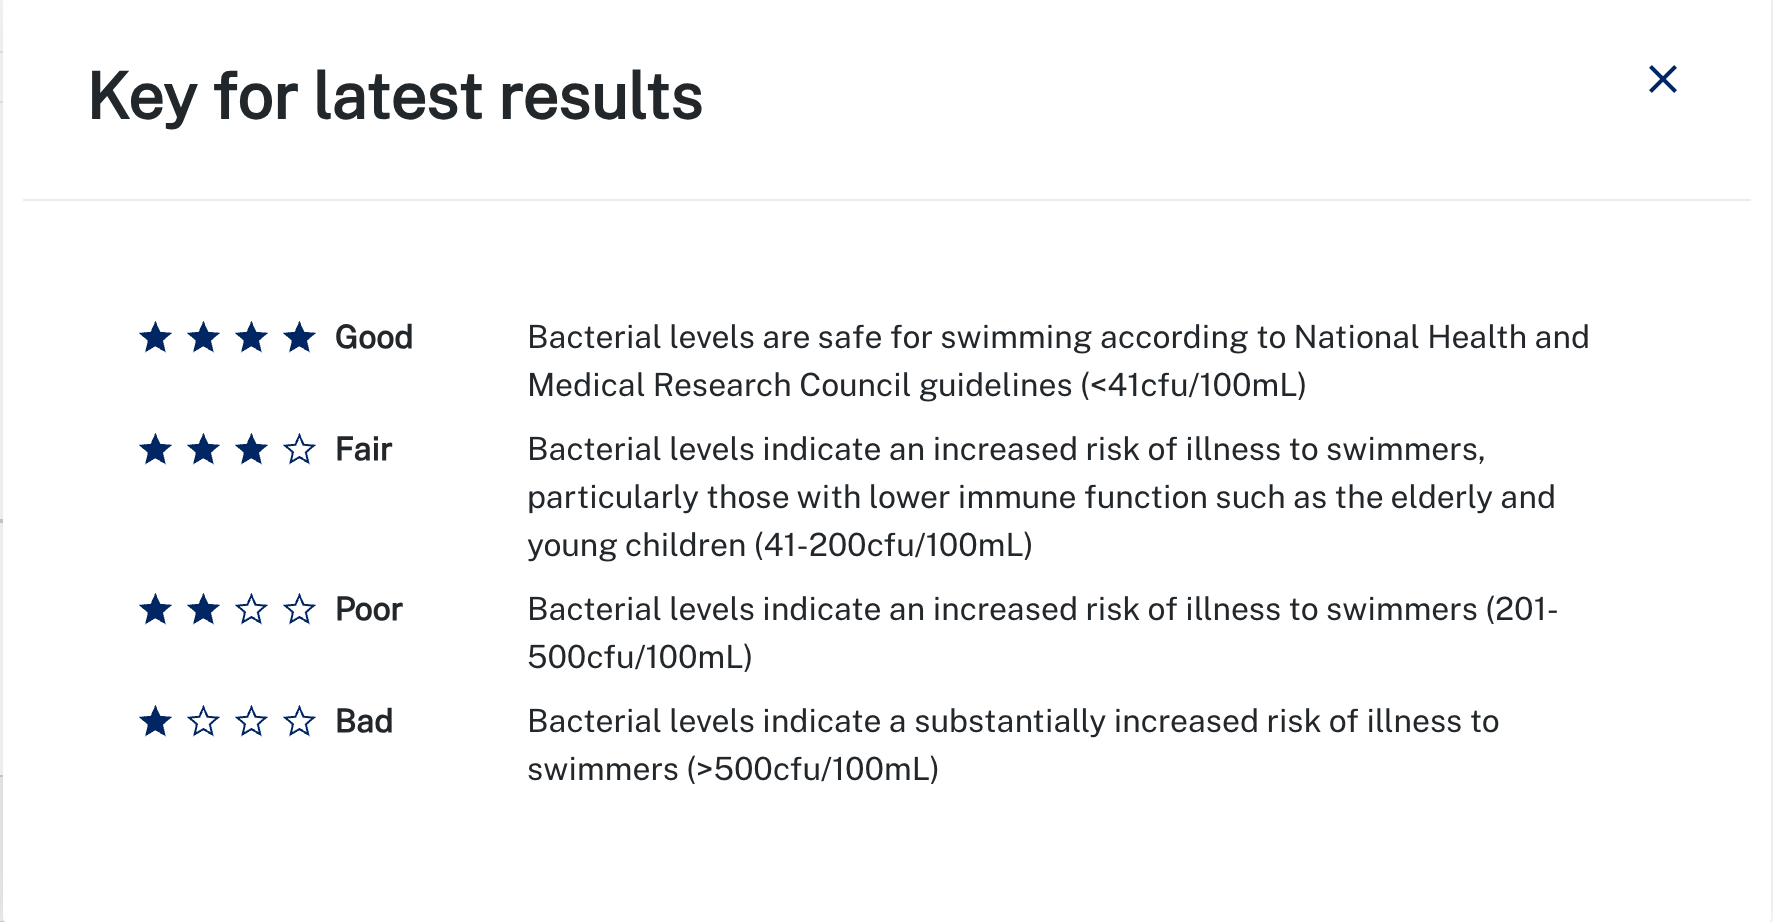 Key for latest results
Good
Bacterial levels are safe for swimming according to National Health and
Medical Research Council guidelines (<41cfu/100mL)
Fair
Bacterial levels indicate an increased risk of illness to swimmers,
particularly those with lower immune function such as the elderly and
young children (41-200cfu/100mL)
Poor
Bacterial levels indicate an increased risk of illness to swimmers (201-
500cfu/100mL)
Bad
Bacterial levels indicate a substantially increased risk of illness to
swimmers (>500cfu/100mL)